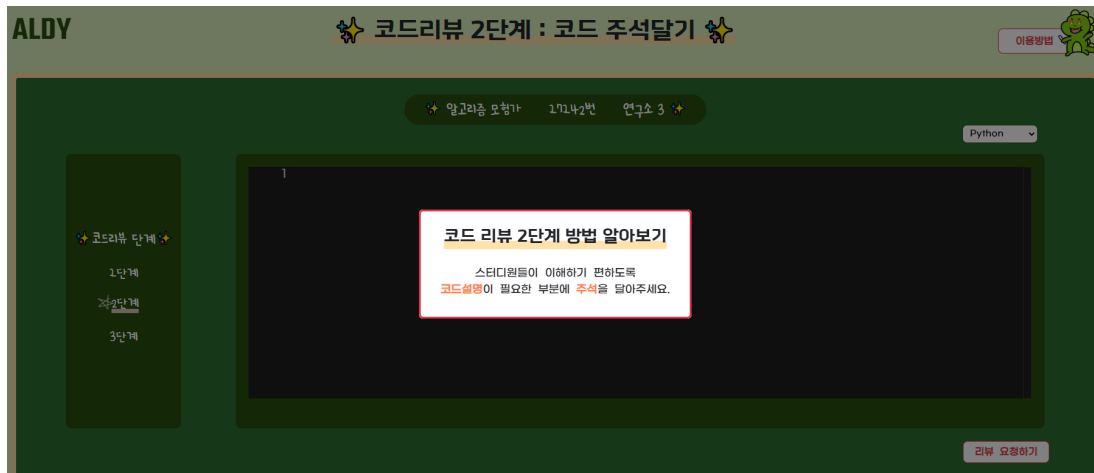 ALDY
코드리뷰 2단계 : 코드 주석달기
이용방법
알고리즘 모험가 17142번 연구소 3
Python
1
코드 리뷰 2단계 방법 알아보기
스터디원들이 이해하기 편하도록
코드설명이 필요한 부분에 주석을 달아주세요.
코드리뷰 단계
1단계
2단계
3단계
리뷰 요청하기